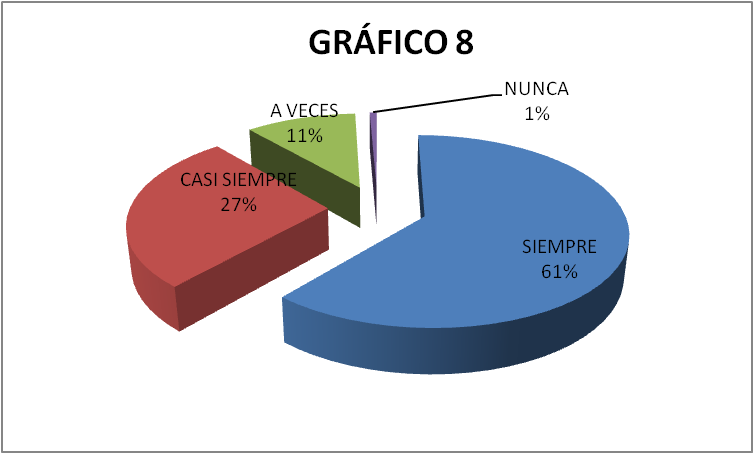 GRÁFICO 8
NUNCA
1%
A VECES
11%
CASI SIEMPRE
27%
SIEMPRE
61%